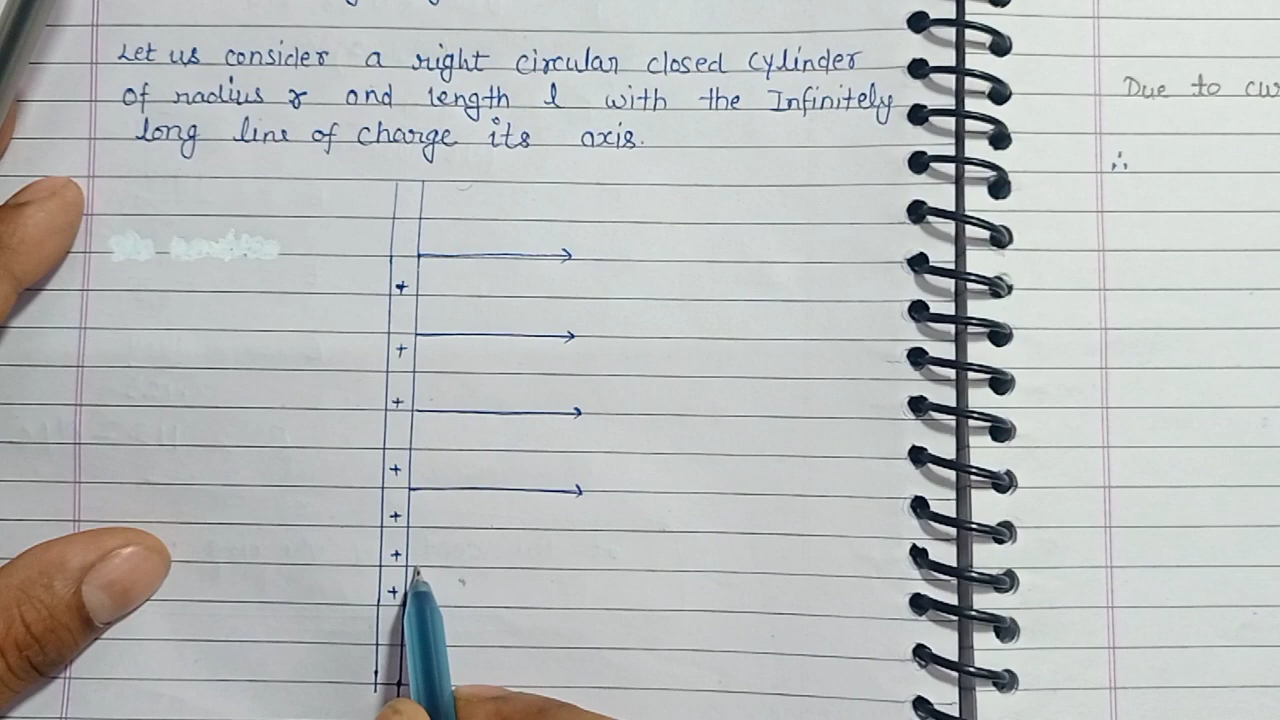 Let us consider a right circular closed cylinder
of radius r and length l with the Infinitely
long line of charge its axis.
+
+
+
+
+
+
+
Due to cur
∴